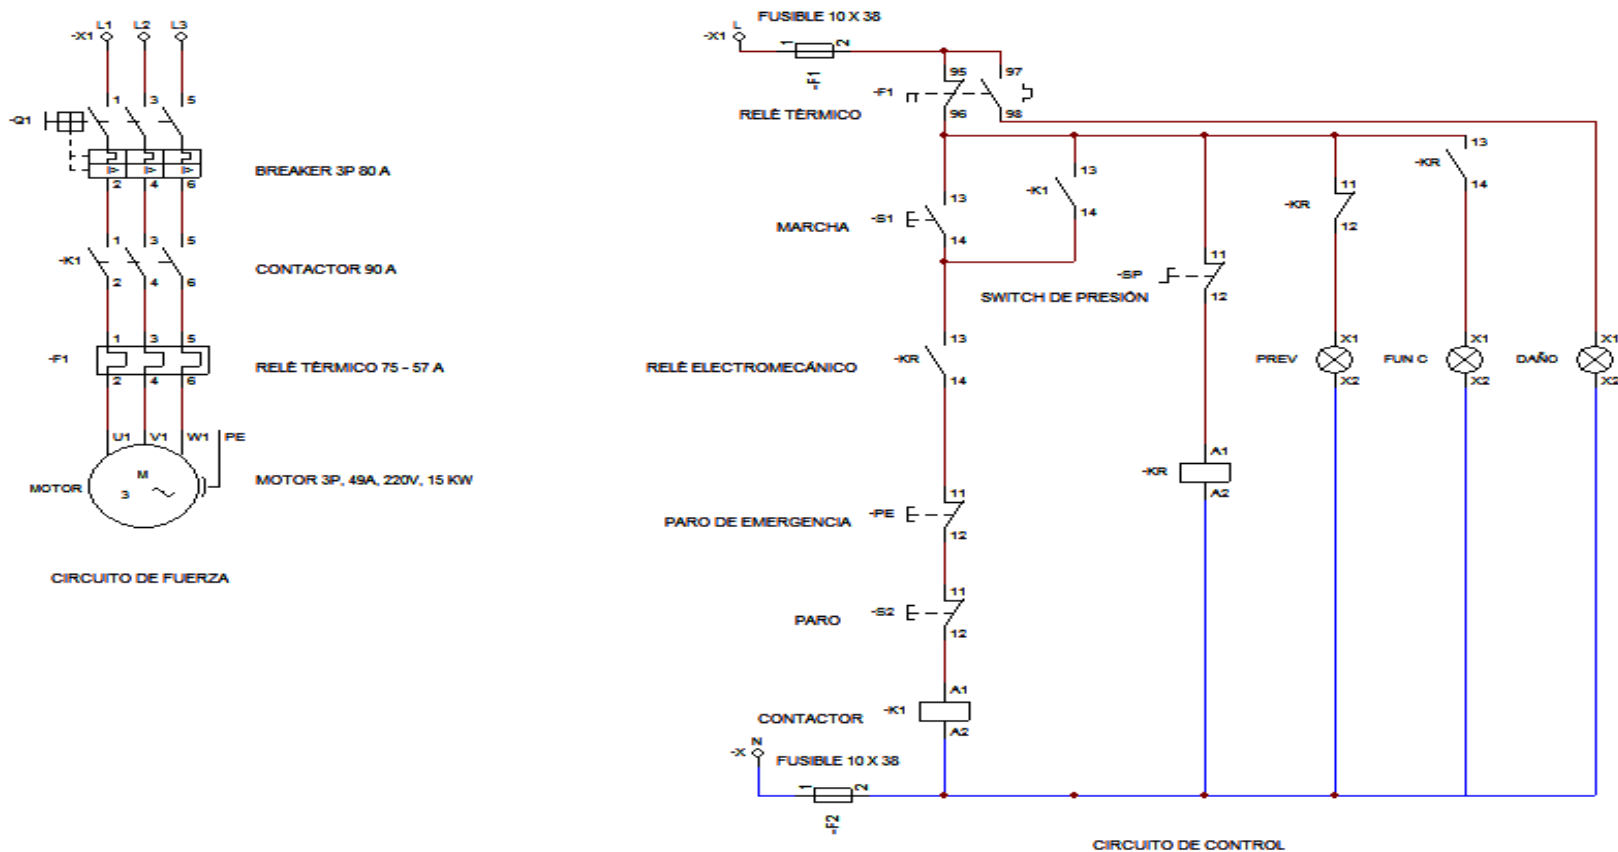 L1 L2 L3
-X1
1 3 5
-Q1
BREAKER 3P 80 A
2 4 6
1 3 5
-K1
CONTACTOR 90 A
2 4 6
1 3 5
-F1
RELÉ TÉRMICO 75 - 57 A
2 4 6
U1 V1 W1 PE
M
3
MOTOR
MOTOR 3P, 49A, 220V, 15 KW
CIRCUITO DE FUERZA
FUSIBLE 10 X 38
L
-X1
1 2
-F1
95 97
-F1
96 98
RELÉ TÉRMICO
13
-S1
14
MARCHA
13
-K1
14
11
-SP
12
SWITCH DE PRESIÓN
11
-KR
12
13
-KR
14
13
-KR
14
RELÉ ELECTROMECÁNICO
X1
PREV
X2
X1
FUN C
X2
X1
DAÑO
X2
A1
-KR
A2
11
-PE
12
PARO DE EMERGENCIA
11
-S2
12
PARO
A1
-K1
A2
CONTACTOR
N
-X
FUSIBLE 10 X 38
1 2
-F2
CIRCUITO DE CONTROL